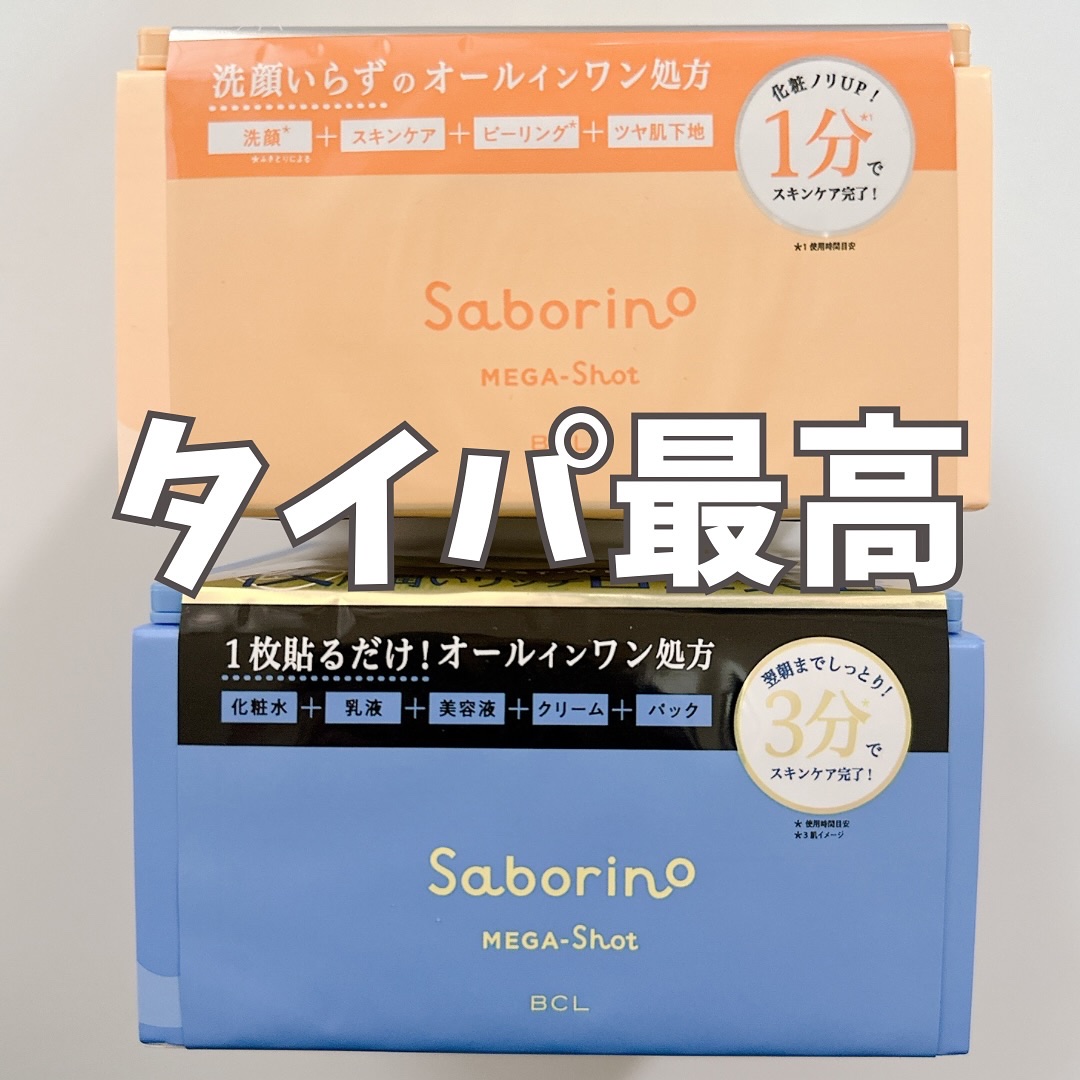 洗顔いらずのオールインワン処方
洗顔* + スキンケア + ピーリング* + ツヤ肌下地
*ふきとりによる
化粧ノリUP!
1分*1で
スキンケア完了!
*1 使用時間目安
Saborino
MEGA-Shot
タイパ最高
1枚貼るだけ!オールインワン処方
化粧水 + 乳液 + 美容液 + クリーム + パック
翌朝までしっとり!
3分*で
スキンケア完了!
* 使用時間目安
*3 肌イメージ
Saborino
MEGA-Shot
BCL